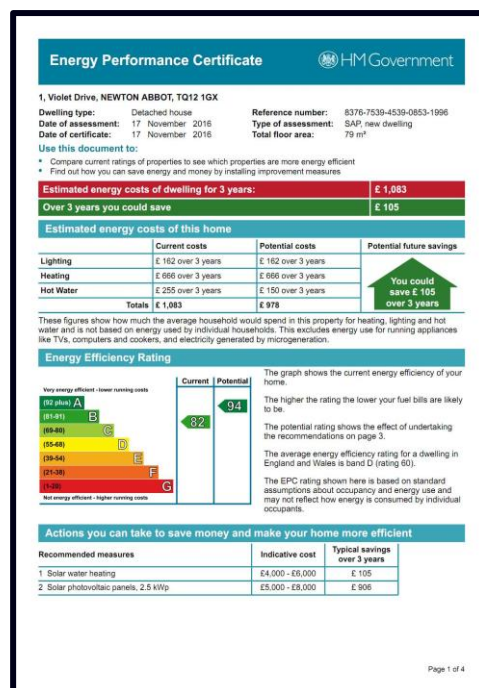 Energy Performance Certificate
HM Government
1, Violet Drive, NEWTON ABBOT, TQ12 1GX
Dwelling type: Detached house
Date of assessment: 17 November 2016
Date of certificate: 17 November 2016
Reference number: 8376-7539-4539-0853-1996
Type of assessment: SAP, new dwelling
Total floor area: 79 m²
Use this document to:
• Compare current ratings of properties to see which properties are more energy efficient
• Find out how you can save energy and money by installing improvement measures
Estimated energy costs of dwelling for 3 years: £ 1,083
Over 3 years you could save £ 105
Estimated energy costs of this home
Current costs Potential costs Potential future savings
Lighting £ 162 over 3 years £ 162 over 3 years
Heating £ 666 over 3 years £ 666 over 3 years
Hot Water £ 255 over 3 years £ 150 over 3 years
Totals £ 1,083 £ 978
You could
save £ 105
over 3 years
These figures show how much the average household would spend in this property for heating, lighting and hot
water and is not based on energy used by individual households. This excludes energy use for running appliances
like TVs, computers and cookers, and electricity generated by microgeneration.
Energy Efficiency Rating
Current Potential
Very energy efficient - lower running costs
(92 plus) A
(81-91) B
(69-80) C
(55-68) D
(39-54) E
(21-38) F
(1-20) G
Not energy efficient - higher running costs
82
94
The graph shows the current energy efficiency of your
home.
The higher the rating the lower your fuel bills are likely
to be.
The potential rating shows the effect of undertaking
the recommendations on page 3.
The average energy efficiency rating for a dwelling in
England and Wales is band D (rating 60).
The EPC rating shown here is based on standard
assumptions about occupancy and energy use and
may not reflect how energy is consumed by individual
occupants.
Actions you can take to save money and make your home more efficient
Recommended measures Indicative cost Typical savings
over 3 years
1 Solar water heating £4,000 - £6,000 £ 105
2 Solar photovoltaic panels, 2.5 kWp £5,000 - £8,000 £ 906
Page 1 of 4